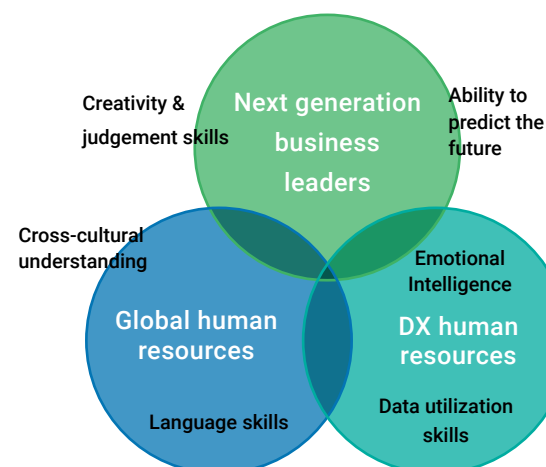 Creativity &
judgement skills
Next generation
business
leaders
Ability to
predict the
future
Cross-cultural
understanding
Emotional
Intelligence
Global human
resources
DX human
resources
Language skills
Data utilization
skills